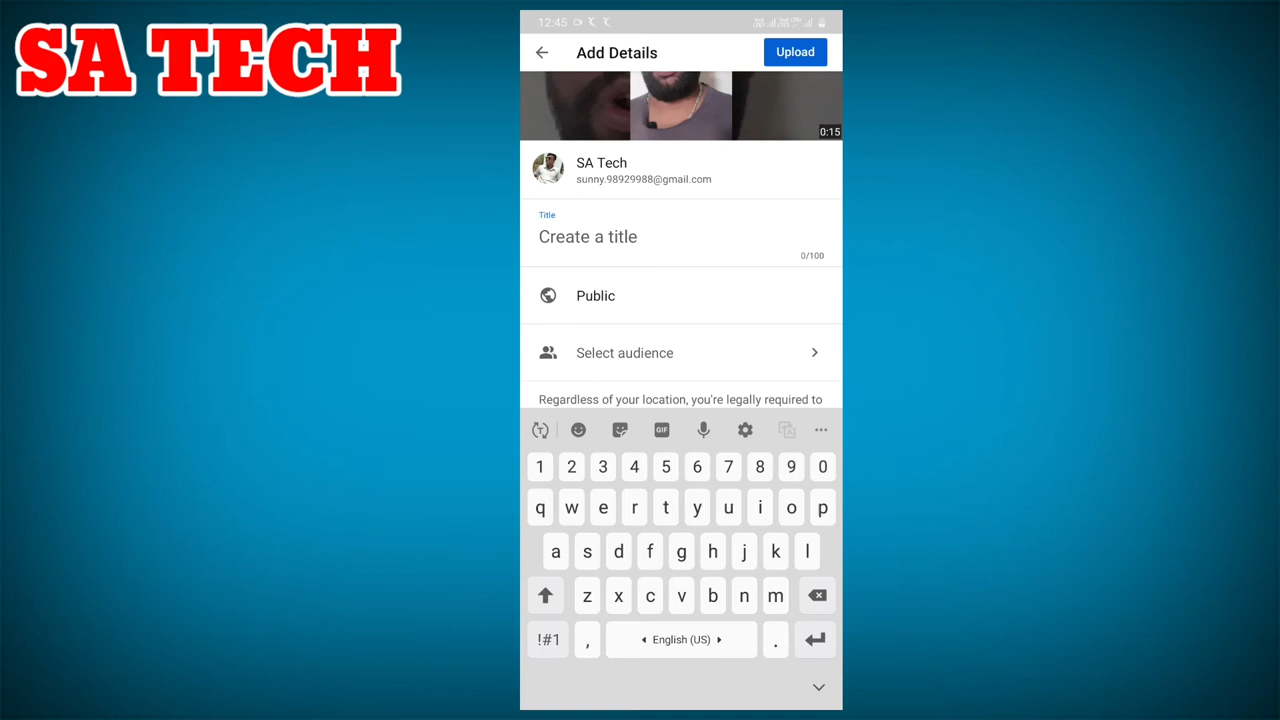 SA TECH
12:45
Add Details
Upload
0:15
SA Tech
sunny.98929988@gmail.com
Title
Create a title
0/100
Public
Select audience
Regardless of your location, you're legally required to
GIF
1 2 3 4 5 6 7 8 9 0
q w e r t y u i o p
a s d f g h j k l
z x c v b n m
!#1 , English (US) .